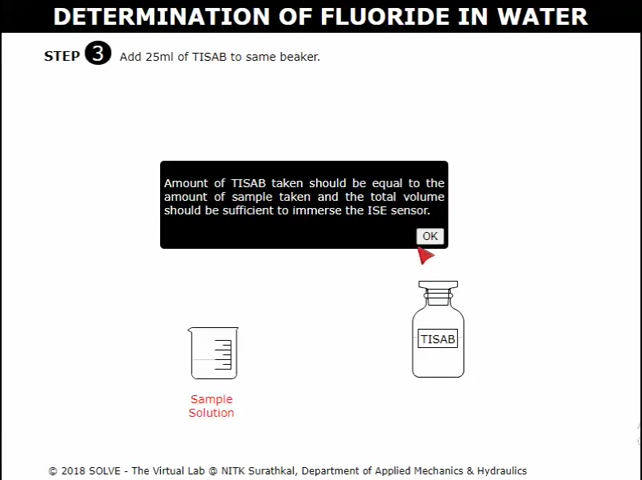 DETERMINATION OF FLUORIDE IN WATER
STEP 3 Add 25ml of TISAB to same beaker.
Amount of TISAB taken should be equal to the
amount of sample taken and the total volume
should be sufficient to immerse the ISE sensor.
OK
TISAB
Sample
Solution
© 2018 SOLVE - The Virtual Lab @ NITK Surathkal, Department of Applied Mechanics & Hydraulics